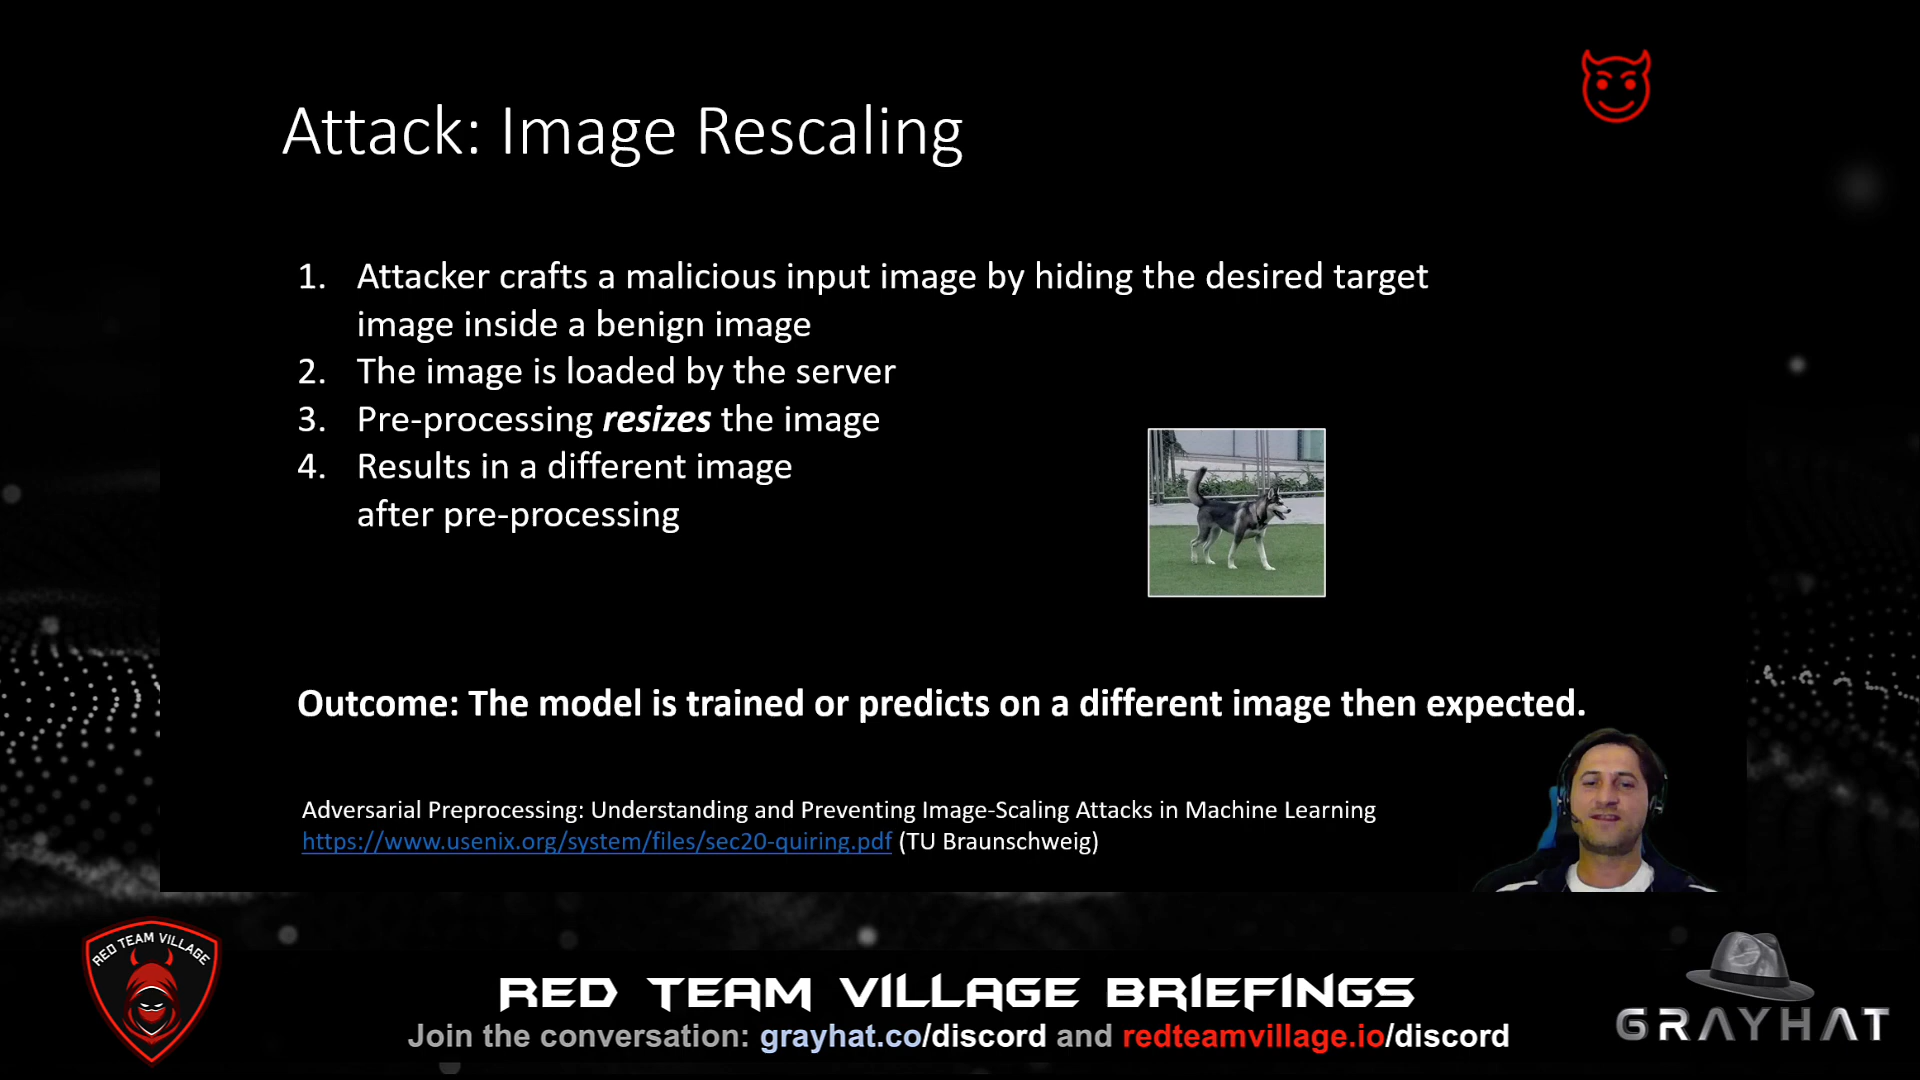 Attack: Image Rescaling
1. Attacker crafts a malicious input image by hiding the desired target
image inside a benign image
2. The image is loaded by the server
3. Pre-processing resizes the image
4. Results in a different image
after pre-processing
Outcome: The model is trained or predicts on a different image then expected.
Adversarial Preprocessing: Understanding and Preventing Image-Scaling Attacks in Machine Learning
https://www.usenix.org/system/files/sec20-quiring.pdf (TU Braunschweig)
RED TEAM VILLAGE
RED TEAM VILLAGE BRIEFINGS
Join the conversation: grayhat.co/discord and redteamvillage.io/discord
GRAYHAT